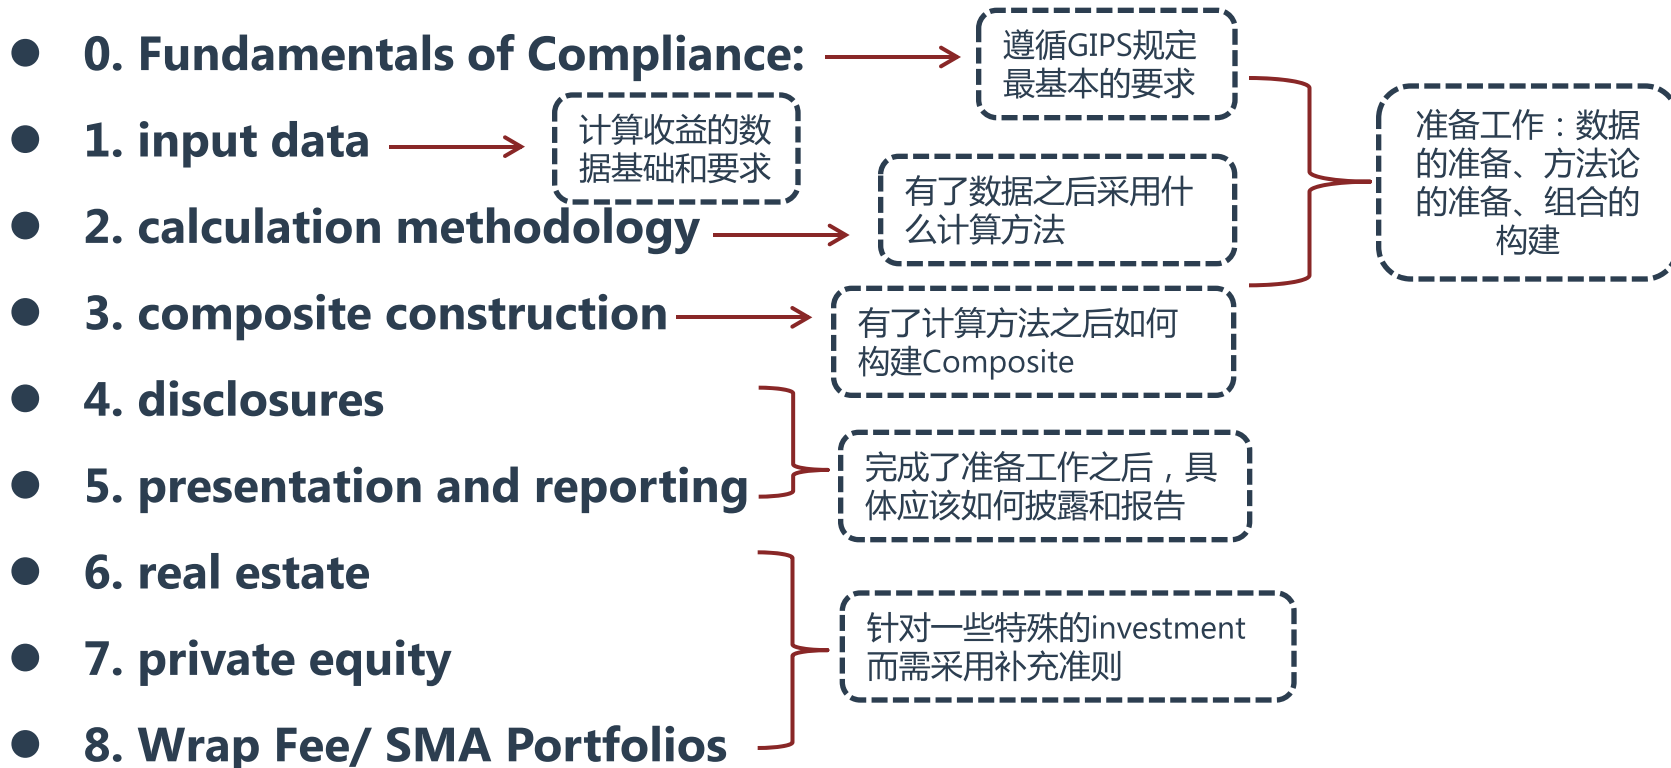 0. Fundamentals of Compliance:
遵循GIPS规定
最基本的要求
1. input data
计算收益的数
据基础和要求
准备工作：数据
的准备、方法论
的准备、组合的
构建
2. calculation methodology
有了数据之后采用什
么计算方法
3. composite construction
有了计算方法之后如何
构建Composite
4. disclosures
5. presentation and reporting
完成了准备工作之后，具
体应该如何披露和报告
6. real estate
7. private equity
8. Wrap Fee/ SMA Portfolios
针对一些特殊的investment
而需采用补充准则